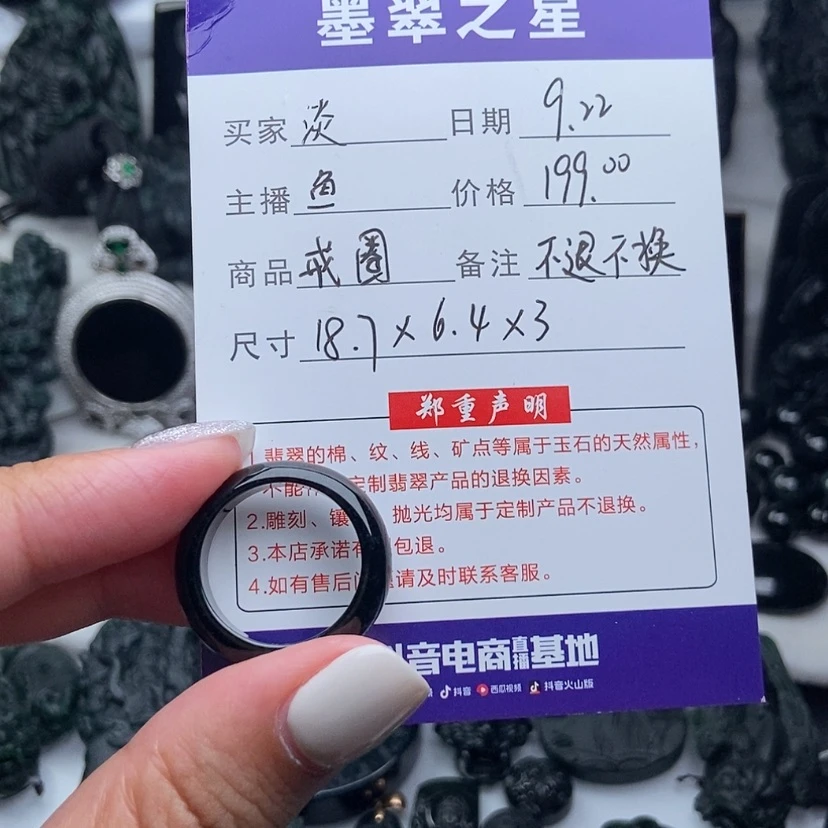 墨翠之星
买家 淡 日期 9.22
主播 鱼 价格 199.00
商品 戒圈 备注 不退不换
尺寸 18.7×6.4×3
郑重声明
翡翠的棉、纹、线、矿点等属于玉石的天然属性，
不能 定制翡翠产品的退换因素。
2.雕刻、镶 抛光均属于定制产品不退换。
3.本店承诺有 包退。
4.如有售后问 请及时联系客服。
抖音电商直播基地
抖音 西瓜视频 抖音火山版